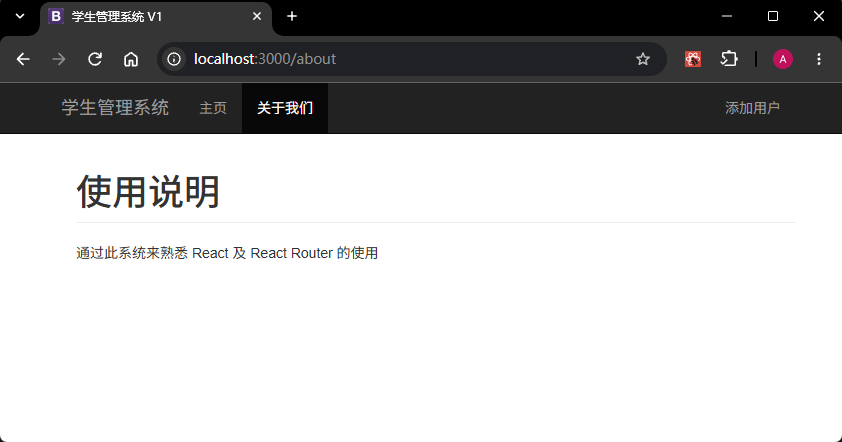 学生管理系统 V1
localhost:3000/about
A
学生管理系统 主页 关于我们 添加用户
使用说明
通过此系统来熟悉 React 及 React Router 的使用